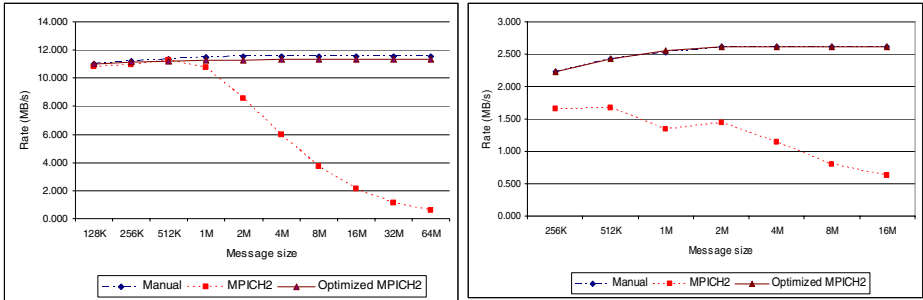 14.000
12.000
10.000
8.000
6.000
4.000
2.000
0.000
Rate (MB/s)
128K 256K 512K 1M 2M 4M 8M 16M 32M 64M
Message size
Manual MPICH2 Optimized MPICH2
3.000
2.500
2.000
1.500
1.000
0.500
0.000
Rate (MB/s)
256K 512K 1M 2M 4M 8M 16M
Message size
Manual MPICH2 Optimized MPICH2